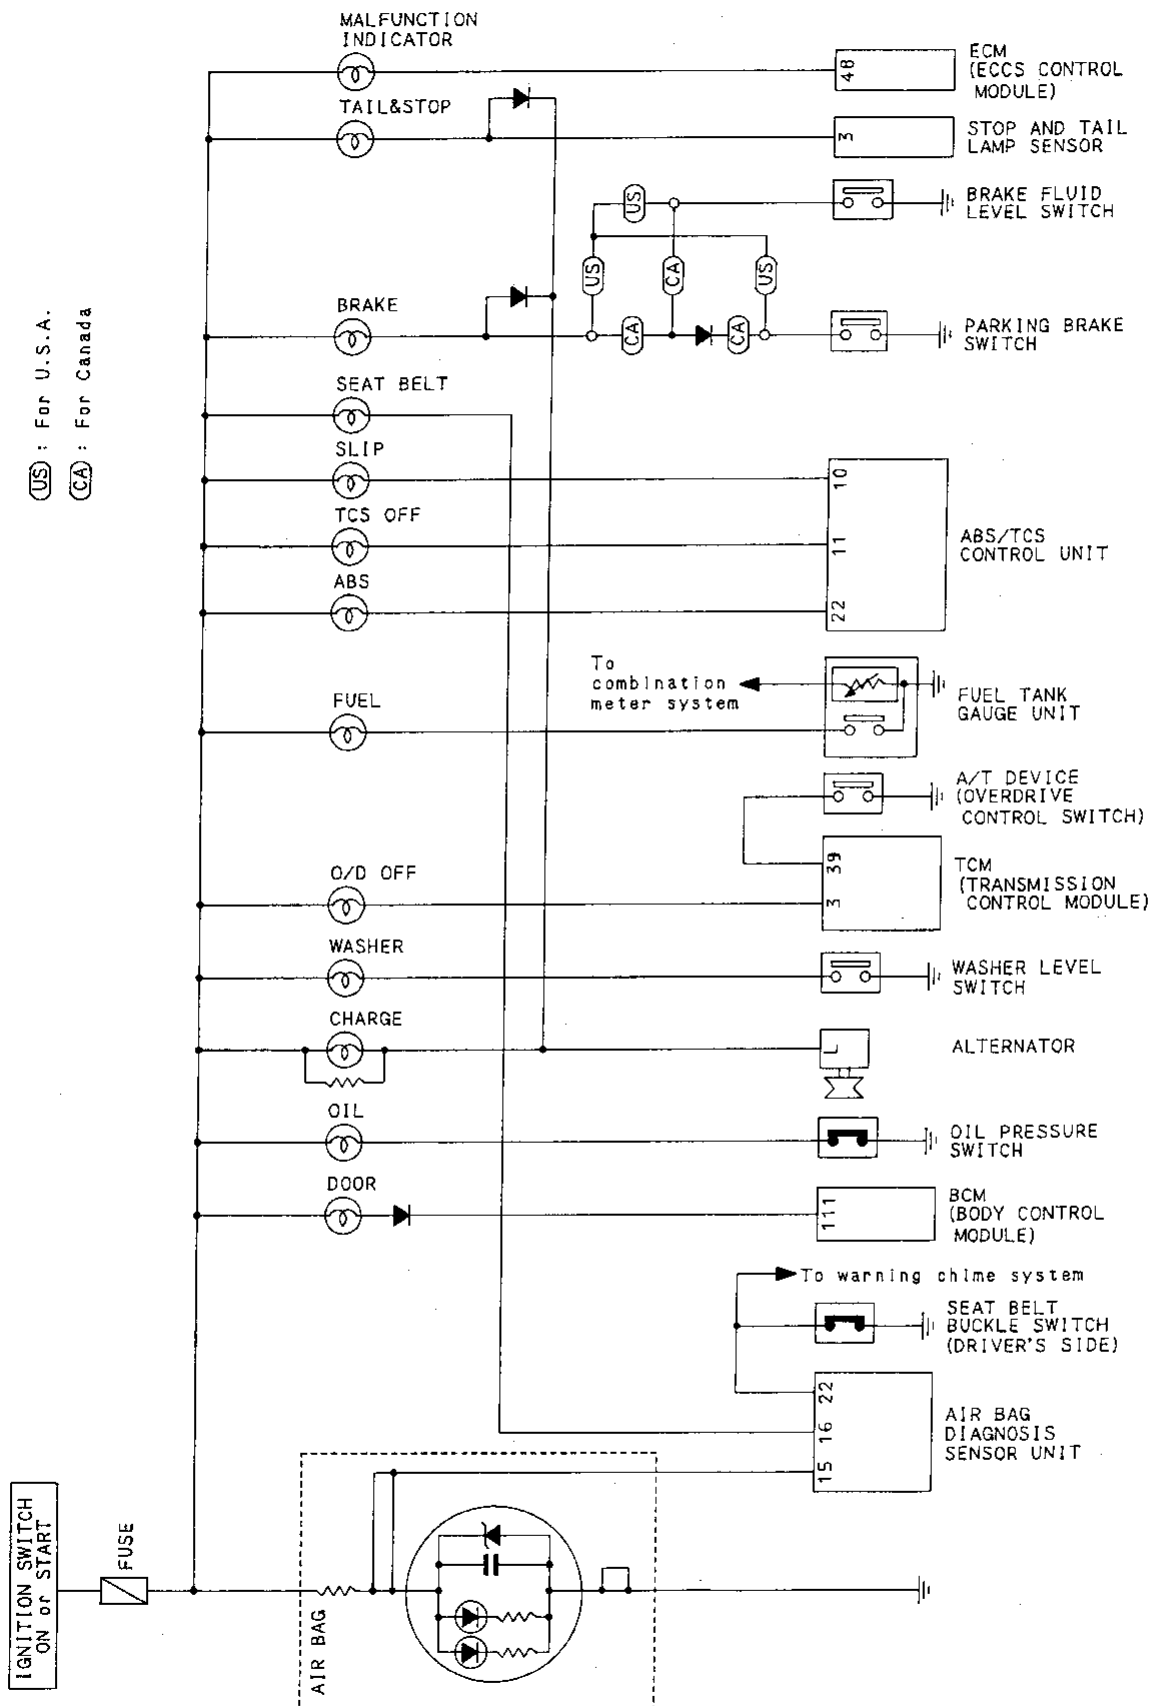 MALFUNCTION
INDICATOR
48
ECM
(ECCS CONTROL
MODULE)
TAIL&STOP
3
STOP AND TAIL
LAMP SENSOR
US
BRAKE FLUID
LEVEL SWITCH
US
CA
US
BRAKE
CA
CA
PARKING BRAKE
SWITCH
US : For U.S.A.
CA : For Canada
SEAT BELT
SLIP
10
TCS OFF
11
ABS
22
ABS/TCS
CONTROL UNIT
To
combination
meter system
FUEL
FUEL TANK
GAUGE UNIT
A/T DEVICE
(OVERDRIVE
CONTROL SWITCH)
39
O/D OFF
3
TCM
(TRANSMISSION
CONTROL MODULE)
WASHER
WASHER LEVEL
SWITCH
CHARGE
L
ALTERNATOR
OIL
OIL PRESSURE
SWITCH
DOOR
111
BCM
(BODY CONTROL
MODULE)
To warning chime system
SEAT BELT
BUCKLE SWITCH
(DRIVER'S SIDE)
22
16
15
AIR BAG
DIAGNOSIS
SENSOR UNIT
IGNITION SWITCH
ON or START
FUSE
AIR BAG